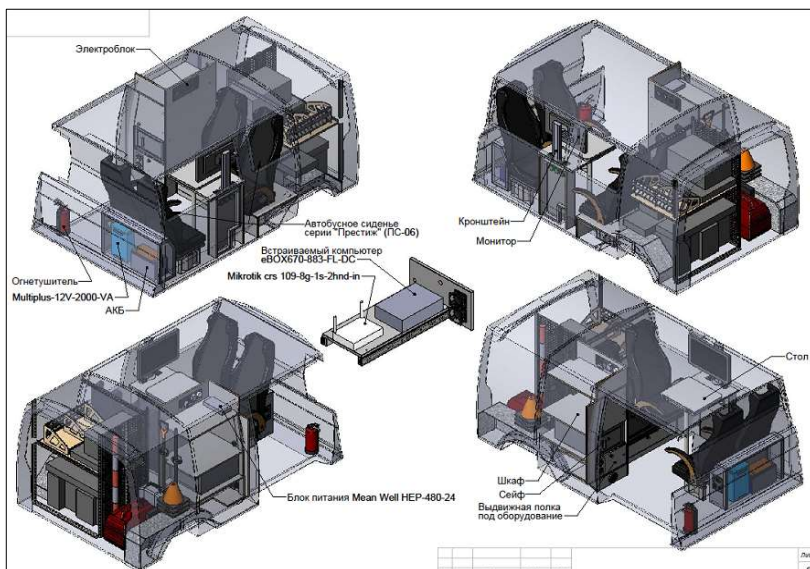 Электроблок
Автобусное сиденье
серии "Престиж" (ПС-06)
Встраиваемый компьютер
eBOX670-883-FL-DC
Mikrotik crs 109-8g-1s-2hnd-in
Огнетушитель
Multiplus-12V-2000-VA
АКБ
Кронштейн
Монитор
Блок питания Mean Well HEP-480-24
Стол
Шкаф
Сейф
Выдвижная полка
под оборудование